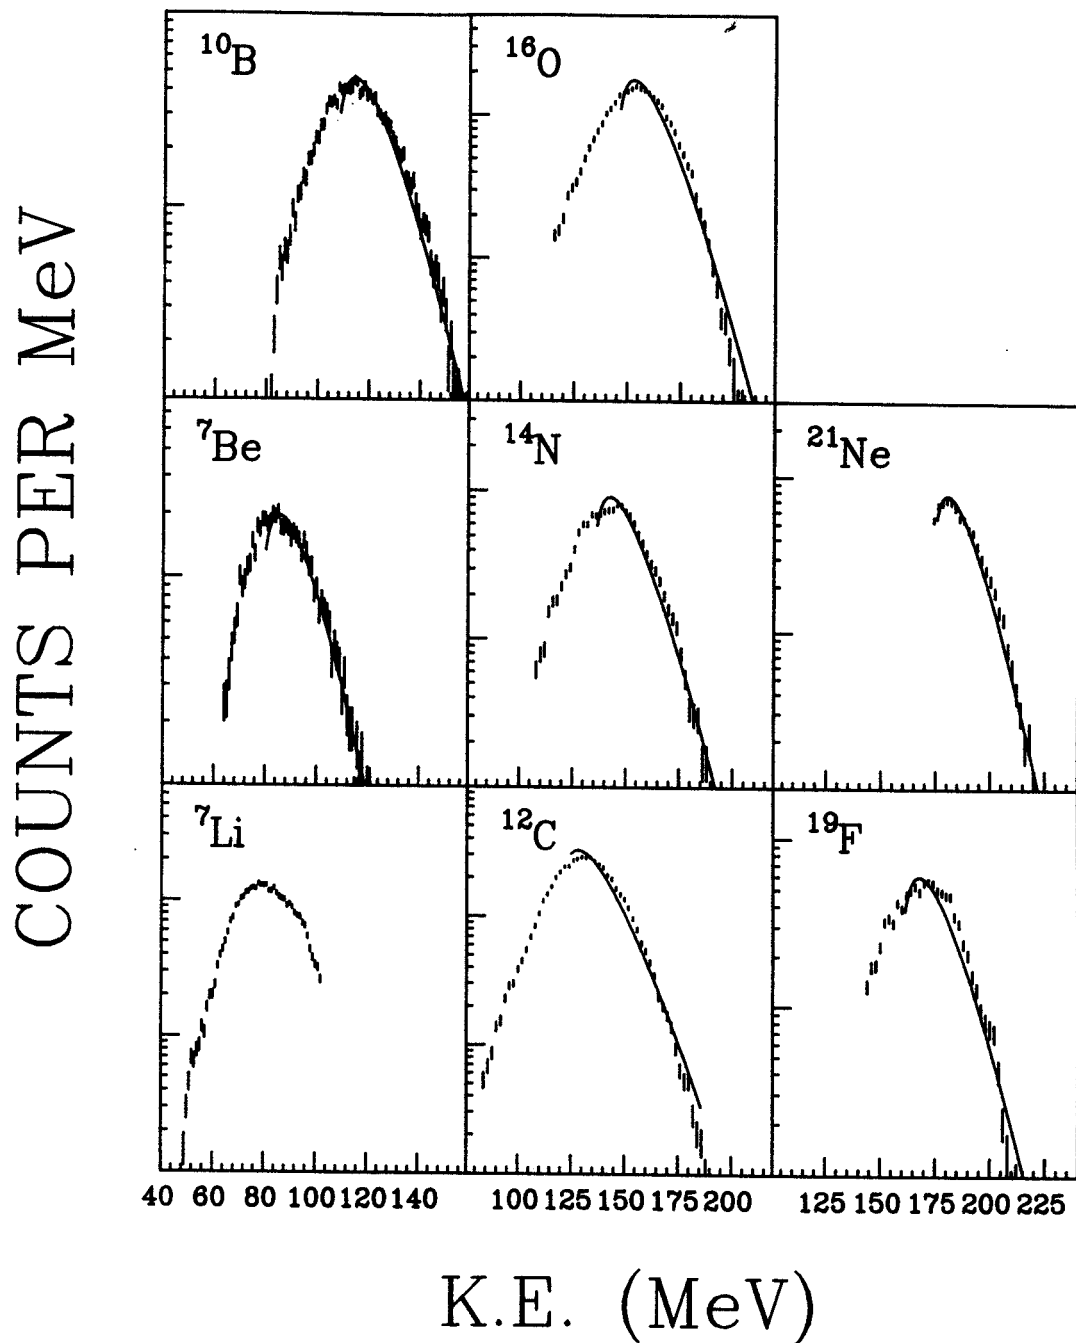 COUNTS PER MeV
¹⁰B
¹⁶O
⁷Be
¹⁴N
²¹Ne
⁷Li
¹²C
¹⁹F
40 60 80 100 120 140
100 125 150 175 200
125 150 175 200 225
K.E. (MeV)